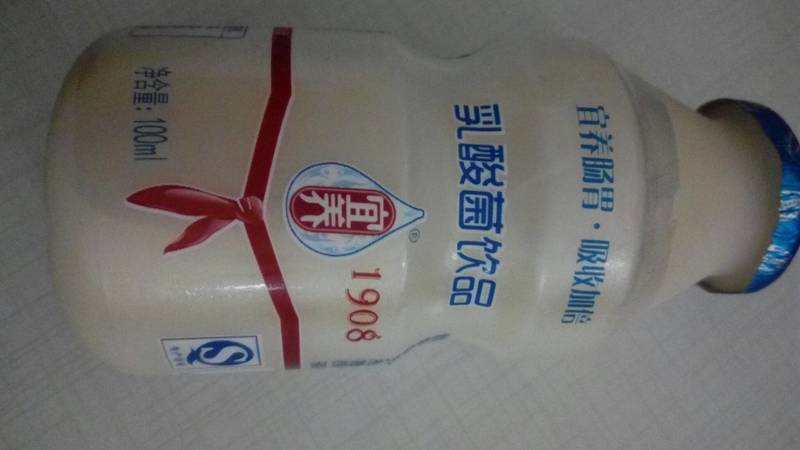 宜养肠胃·吸收加倍
乳酸菌饮品
宜养
®
1908
净含量：100ml